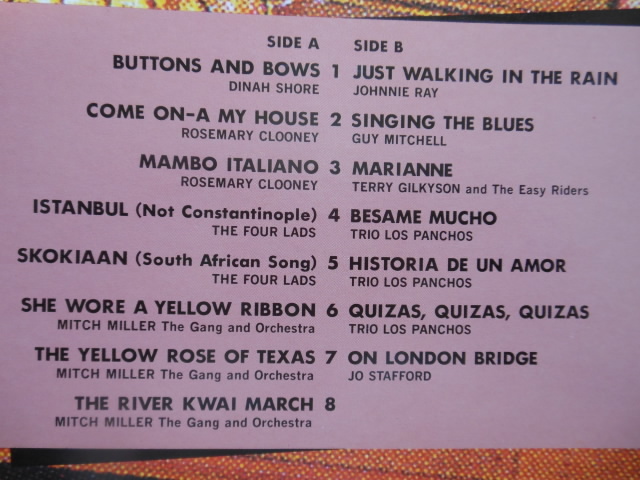 SIDE A SIDE B
BUTTONS AND BOWS 1 JUST WALKING IN THE RAIN
DINAH SHORE JOHNNIE RAY
COME ON-A MY HOUSE 2 SINGING THE BLUES
ROSEMARY CLOONEY GUY MITCHELL
MAMBO ITALIANO 3 MARIANNE
ROSEMARY CLOONEY TERRY GILKYSON and The Easy Riders
ISTANBUL (Not Constantinople) 4 BESAME MUCHO
THE FOUR LADS TRIO LOS PANCHOS
SKOKIAAN (South African Song) 5 HISTORIA DE UN AMOR
THE FOUR LADS TRIO LOS PANCHOS
SHE WORE A YELLOW RIBBON 6 QUIZAS, QUIZAS, QUIZAS
MITCH MILLER The Gang and Orchestra TRIO LOS PANCHOS
THE YELLOW ROSE OF TEXAS 7 ON LONDON BRIDGE
MITCH MILLER The Gang and Orchestra JO STAFFORD
THE RIVER KWAI MARCH 8
MITCH MILLER The Gang and Orchestra